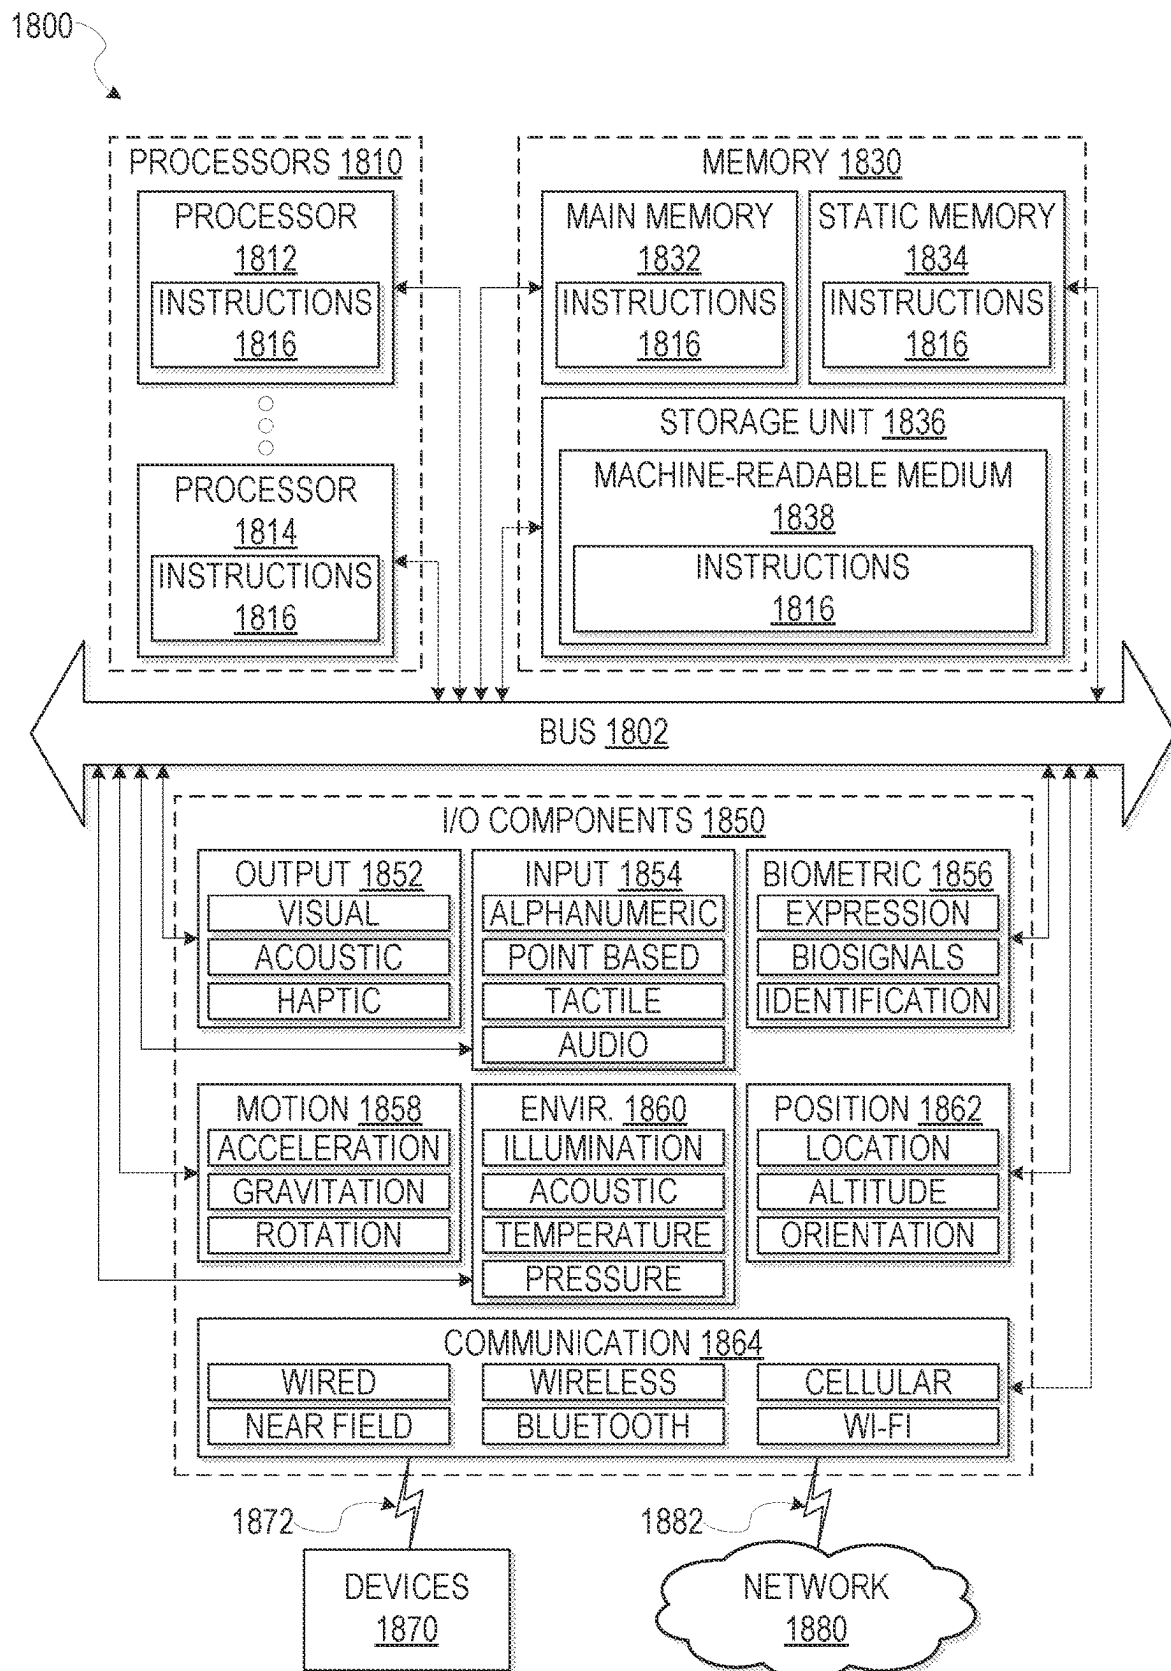 1800
PROCESSORS 1810
PROCESSOR
1812
INSTRUCTIONS
1816
PROCESSOR
1814
INSTRUCTIONS
1816
MEMORY 1830
MAIN MEMORY
1832
INSTRUCTIONS
1816
STATIC MEMORY
1834
INSTRUCTIONS
1816
STORAGE UNIT 1836
MACHINE-READABLE MEDIUM
1838
INSTRUCTIONS
1816
BUS 1802
I/O COMPONENTS 1850
OUTPUT 1852
VISUAL
ACOUSTIC
HAPTIC
INPUT 1854
ALPHANUMERIC
POINT BASED
TACTILE
AUDIO
BIOMETRIC 1856
EXPRESSION
BIOSIGNALS
IDENTIFICATION
MOTION 1858
ACCELERATION
GRAVITATION
ROTATION
ENVIR. 1860
ILLUMINATION
ACOUSTIC
TEMPERATURE
PRESSURE
POSITION 1862
LOCATION
ALTITUDE
ORIENTATION
COMMUNICATION 1864
WIRED
WIRELESS
CELLULAR
NEAR FIELD
BLUETOOTH
WI-FI
1872
1882
DEVICES
1870
NETWORK
1880